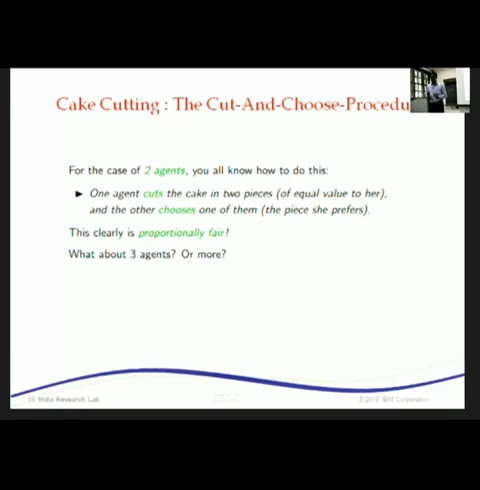 Cake Cutting : The Cut-And-Choose-Procedu
For the case of 2 agents, you all know how to do this:
► One agent cuts the cake in two pieces (of equal value to her),
and the other chooses one of them (the piece she prefers).
This clearly is proportionally fair!
What about 3 agents? Or more?
India Research Lab
IBM Corporation